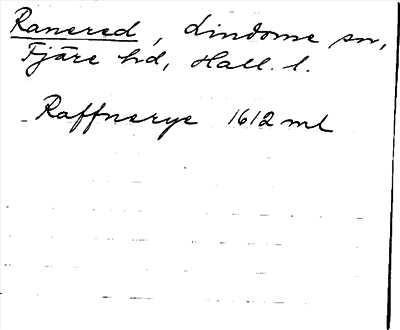 Ranered, Lindome sn,
Fjäre hd, Hall. l.
Raffnerye 1612 ml